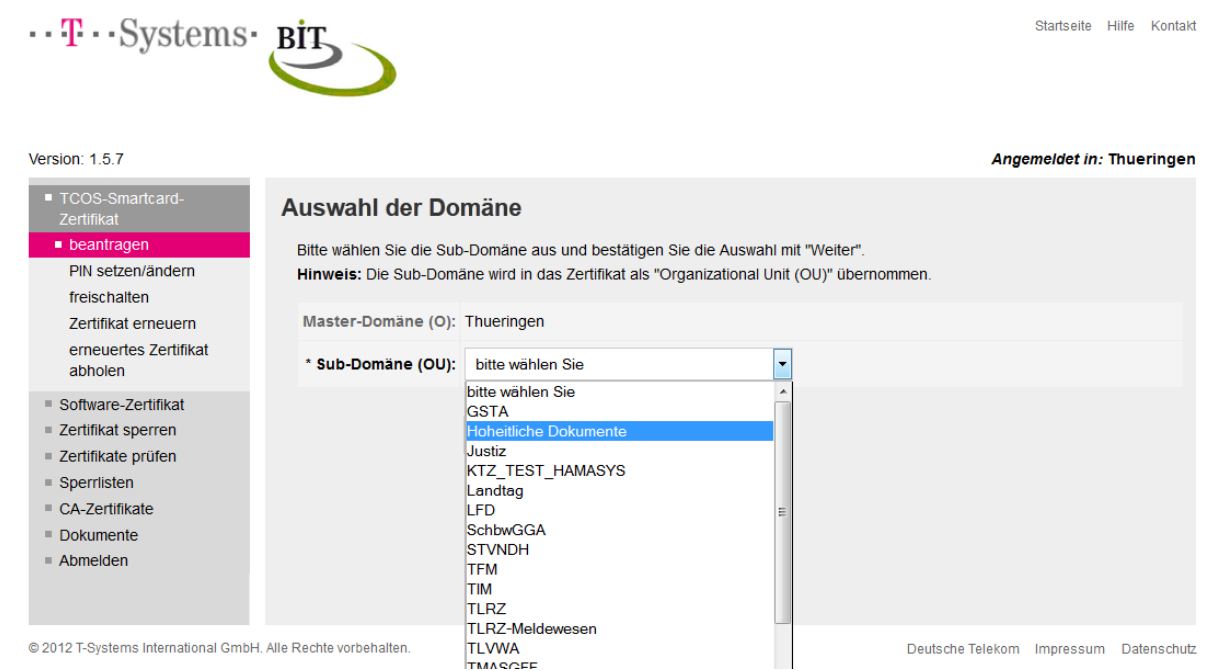 ··T··Systems· BiT
Startseite Hilfe Kontakt
Version: 1.5.7
Angemeldet in: Thueringen
TCOS-Smartcard-
Zertifikat
beantragen
PIN setzen/ändern
freischalten
Zertifikat erneuern
erneuertes Zertifikat
abholen
Software-Zertifikat
Zertifikat sperren
Zertifikate prüfen
Sperrlisten
CA-Zertifikate
Dokumente
Abmelden
Auswahl der Domäne
Bitte wählen Sie die Sub-Domäne aus und bestätigen Sie die Auswahl mit "Weiter".
Hinweis: Die Sub-Domäne wird in das Zertifikat als "Organizational Unit (OU)" übernommen.
Master-Domäne (O): Thueringen
* Sub-Domäne (OU): bitte wählen Sie
bitte wählen Sie
GSTA
Hoheitliche Dokumente
Justiz
KTZ_TEST_HAMASYS
Landtag
LFD
SchbwGGA
STVNDH
TFM
TIM
TLRZ
TLRZ-Meldewesen
TLVWA
© 2012 T-Systems International GmbH. Alle Rechte vorbehalten.
Deutsche Telekom Impressum Datenschutz